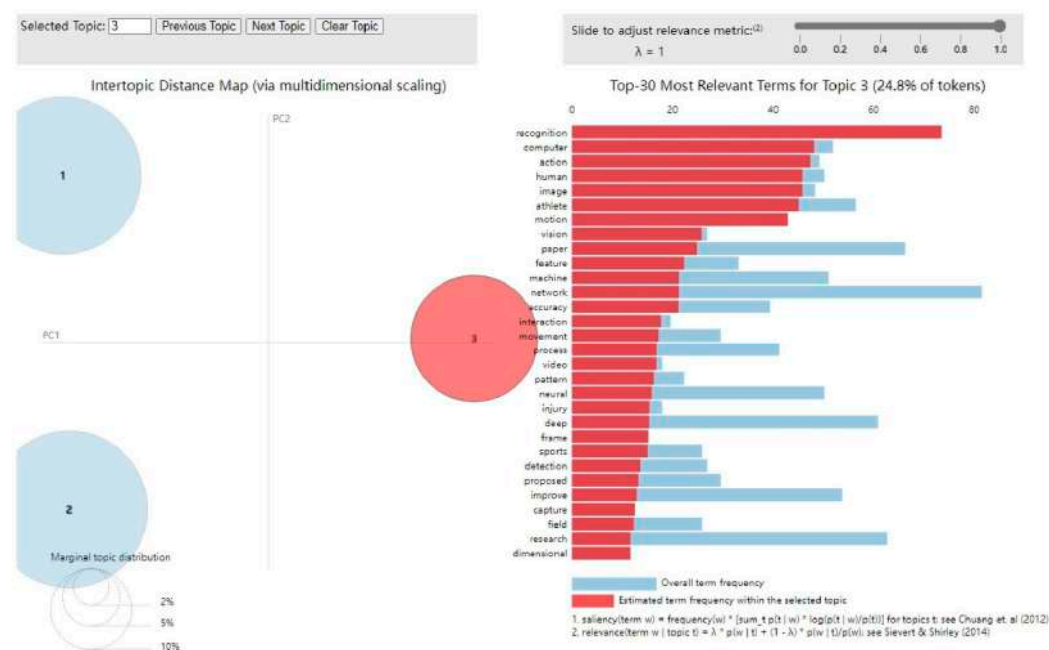 Selected Topic: 3 Previous Topic Next Topic Clear Topic
Slide to adjust relevance metric:(2)
λ = 1
0.0 0.2 0.4 0.6 0.8 1.0
Intertopic Distance Map (via multidimensional scaling)
PC2
PC1
1
2
3
Marginal topic distribution
2%
5%
10%
Top-30 Most Relevant Terms for Topic 3 (24.8% of tokens)
0 20 40 60 80
recognition
computer
action
human
image
athlete
motion
vision
paper
feature
machine
network
accuracy
interaction
movement
process
video
pattern
neural
injury
deep
frame
sports
detection
proposed
improve
capture
field
research
dimensional
Overall term frequency
Estimated term frequency within the selected topic
1. saliency(term w) = frequency(w) * [sum_t p(t | w) * log(p(t | w)/p(t))] for topics t; see Chuang et. al (2012)
2. relevance(term w | topic t) = λ * p(w | t) + (1 - λ) * p(w | t)/p(w); see Sievert & Shirley (2014)